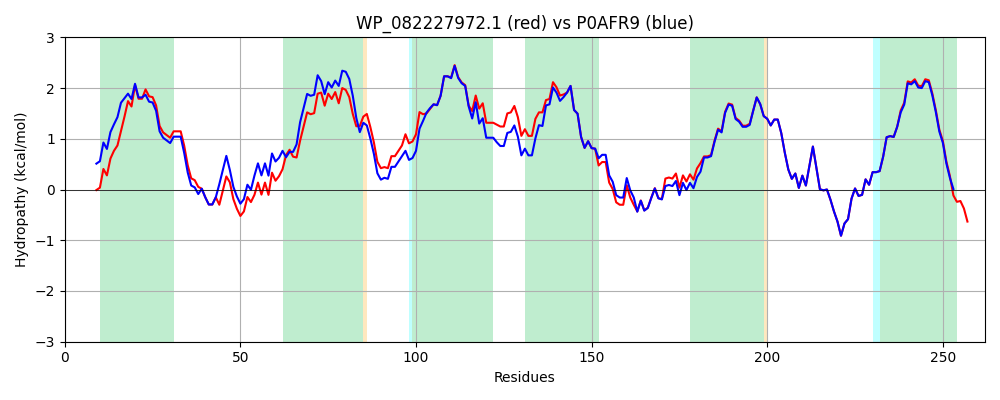 WP_082227972.1 (red) vs P0AFR9 (blue)
Hydropathy (kcal/mol)
3
2
1
0
−1
−2
−3
0 50 100 150 200 250
Residues